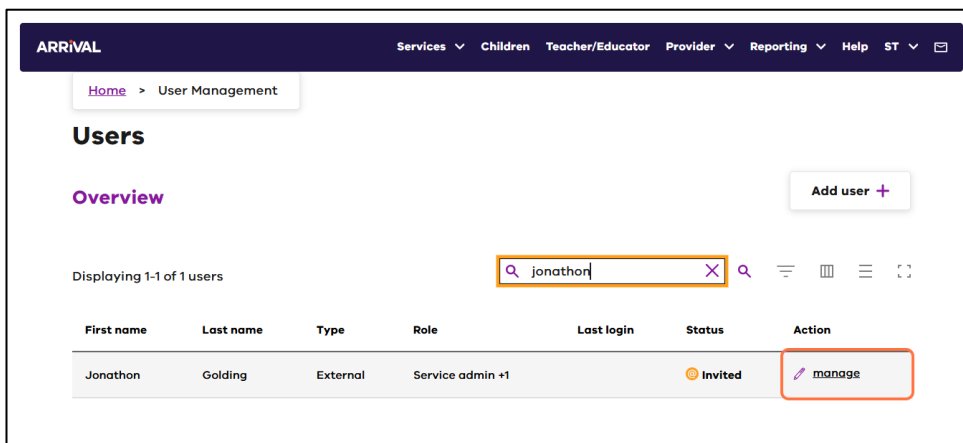 ARRIVAL Services Children Teacher/Educator Provider Reporting Help ST
Home > User Management
Users
Overview
Add user +
Displaying 1-1 of 1 users
jonathon
First name Last name Type Role Last login Status Action
Jonathon Golding External Service admin +1 @ Invited manage